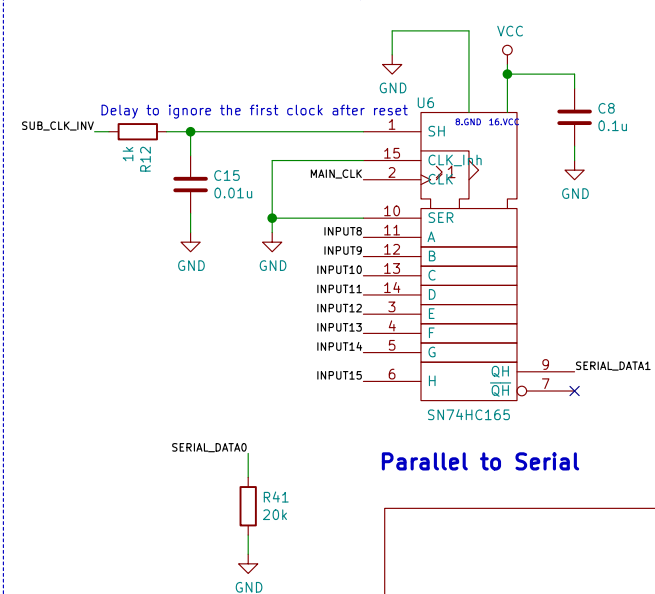 VCC
GND
U6
Delay to ignore the first clock after reset
8.GND 16.VCC
C8
0.1u
SUB_CLK_INV
1k
R12
1
SH
GND
15
CLK_Inh
MAIN_CLK
2
CLK
>1
C15
0.01u
GND
GND
10
SER
INPUT8
11
A
INPUT9
12
B
INPUT10
13
C
INPUT11
14
D
INPUT12
3
E
INPUT13
4
F
INPUT14
5
G
INPUT15
6
H
QH
9
SERIAL_DATA1
QH
7
SN74HC165
SERIAL_DATA0
Parallel to Serial
R41
20k
GND